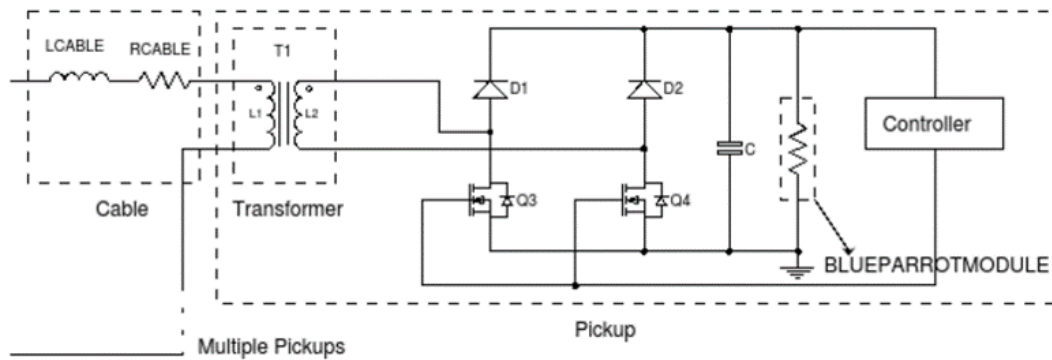 LCABLE
RCABLE
T1
L1
L2
D1
D2
C
Controller
Q3
Q4
Cable
Transformer
BLUEPARROTMODULE
Pickup
Multiple Pickups